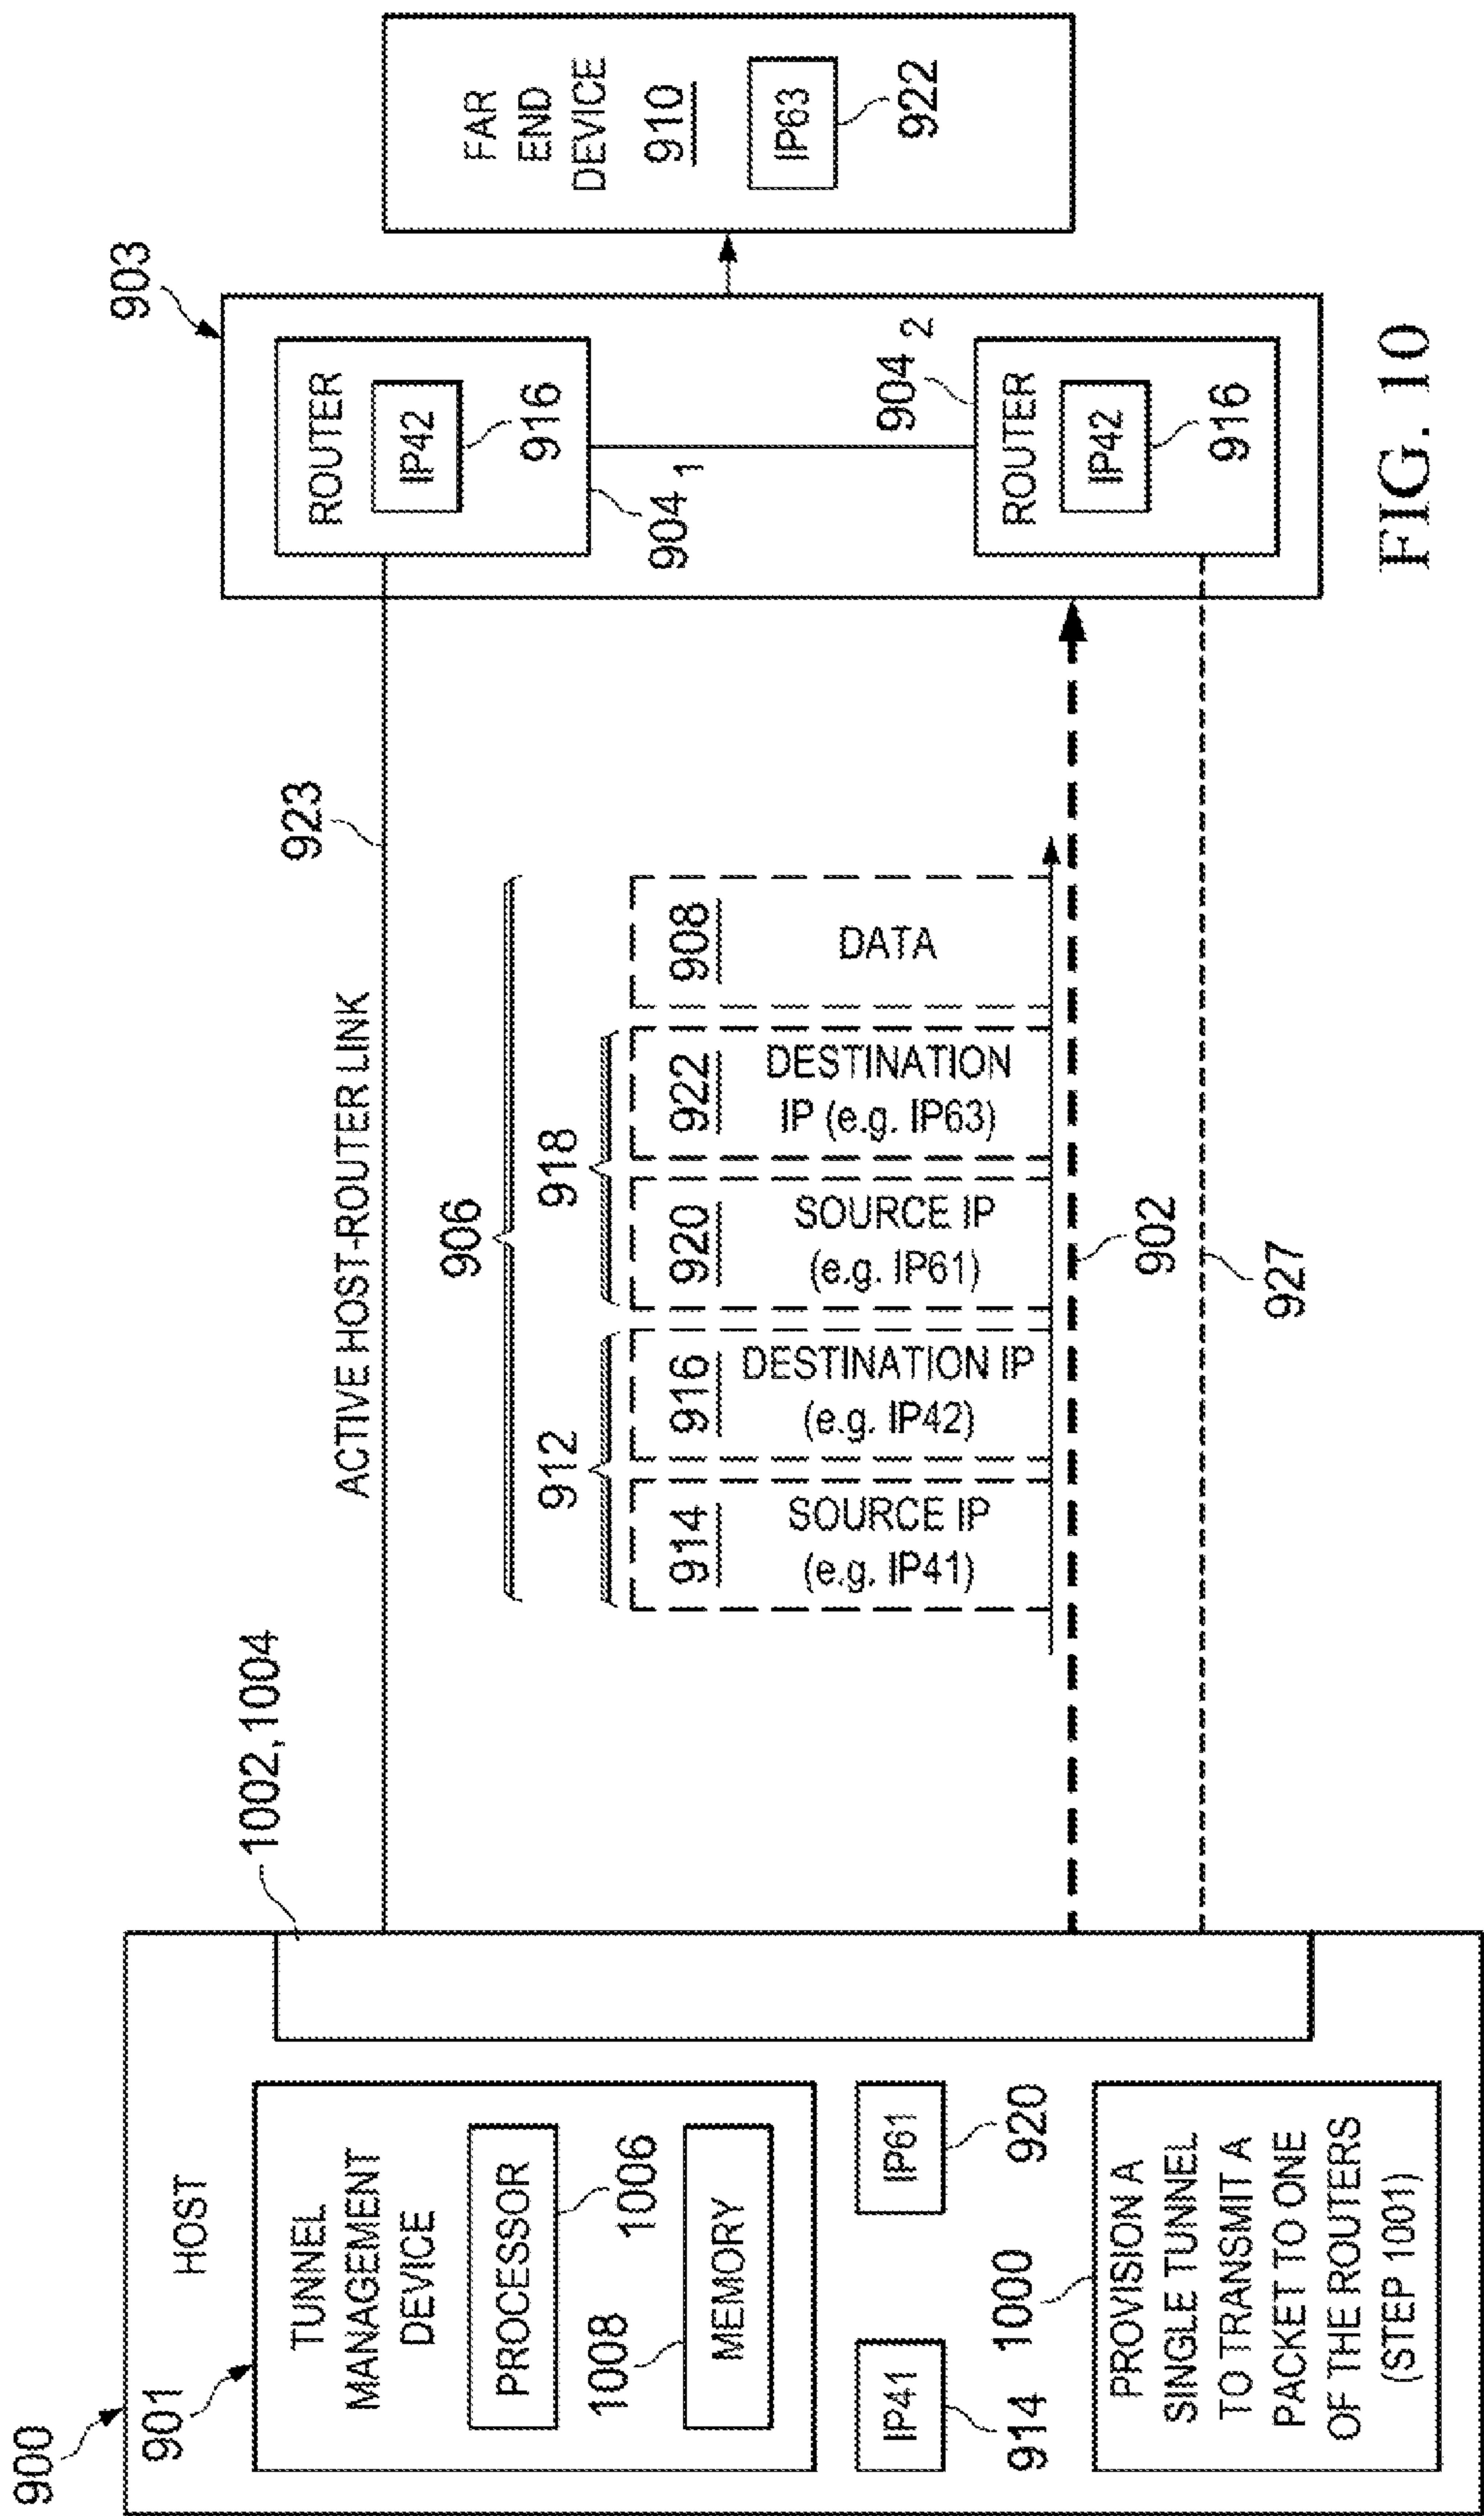 900
HOST
901
TUNNEL
MANAGEMENT
DEVICE
PROCESSOR
1006
1008
MEMORY
IP41
914
IP61
920
1000
PROVISION A
SINGLE TUNNEL
TO TRANSMIT A
PACKET TO ONE
OF THE ROUTERS
(STEP 1001)
1002,1004
ACTIVE HOST-ROUTER LINK
923
906
912
918
914
SOURCE IP
(e.g. IP41)
916
DESTINATION IP
(e.g. IP42)
920
SOURCE IP
(e.g. IP61)
922
DESTINATION
IP (e.g. IP63)
908
DATA
902
927
903
ROUTER
IP42
916
904 1
904 2
ROUTER
IP42
916
FAR
END
DEVICE
910
IP63
922
FIG. 10